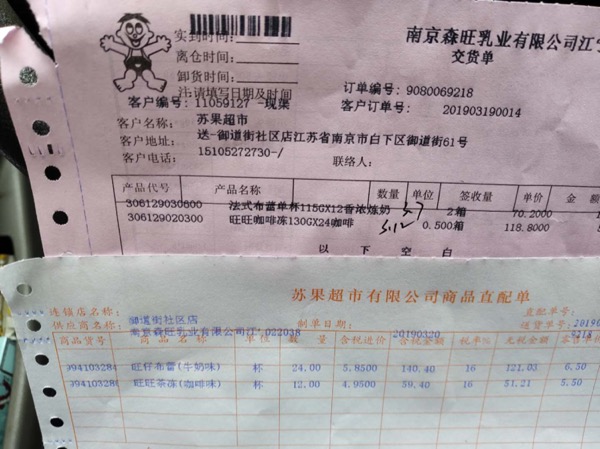 南京森旺乳业有限公司江宁
交货单
实到时间:
离仓时间:
卸货时间:
注:请填写日期及时间
订单编号: 9080069218
客户编号: 11059127 -现渠
客户订单号: 201903190014
客户名称: 苏果超市
客户地址: 送-御道街社区店江苏省南京市白下区御道街61号
客户电话: 15105272730-/ 联络人:
产品代号 产品名称 数量 单位 签收量 单价 金额
306129030600 法式布蕾单杯115GX12香浓炼奶 2箱 70.2000
306129020300 旺旺咖啡冻130GX24咖啡 0.500箱 118.8000
以下空白
苏果超市有限公司商品直配单
连锁店名称: 御道街社区店 直配单号:
供应商名称: 南京森旺乳业有限公司江 022038 制单日期: 20190320 送货单号:
商品货号 商品名称 单位 数量 含税进价 含税金额 税率% 无税金额
994103284 旺仔布蕾(牛奶味) 杯 24.00 5.8500 140.40 16 121.03 6.50
旺旺茶冻(咖啡味) 杯 12.00 4.9500 59.40 16 51.21 5.50